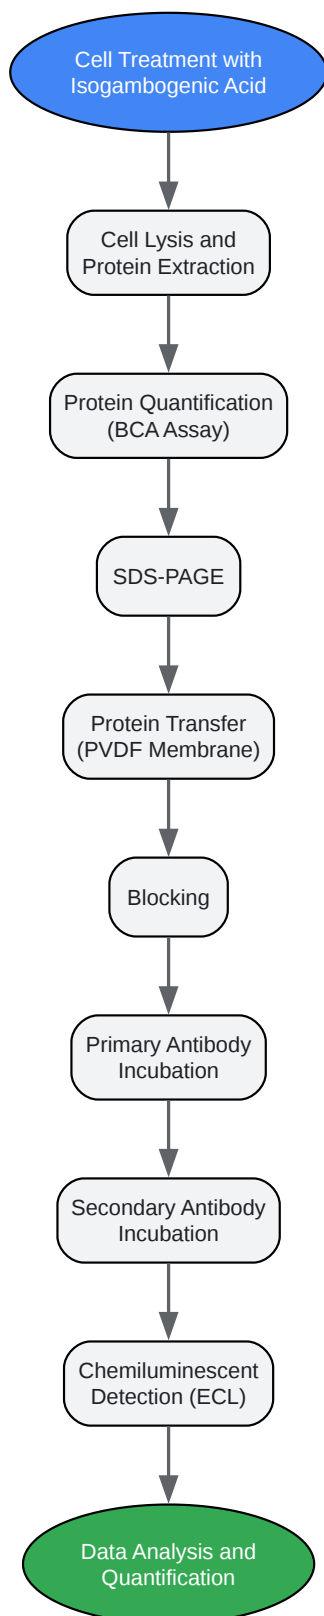 Cell Treatment with
Isogambogenic Acid
Cell Lysis and
Protein Extraction
Protein Quantification
(BCA Assay)
SDS-PAGE
Protein Transfer
(PVDF Membrane)
Blocking
Primary Antibody
Incubation
Secondary Antibody
Incubation
Chemiluminescent
Detection (ECL)
Data Analysis and
Quantification